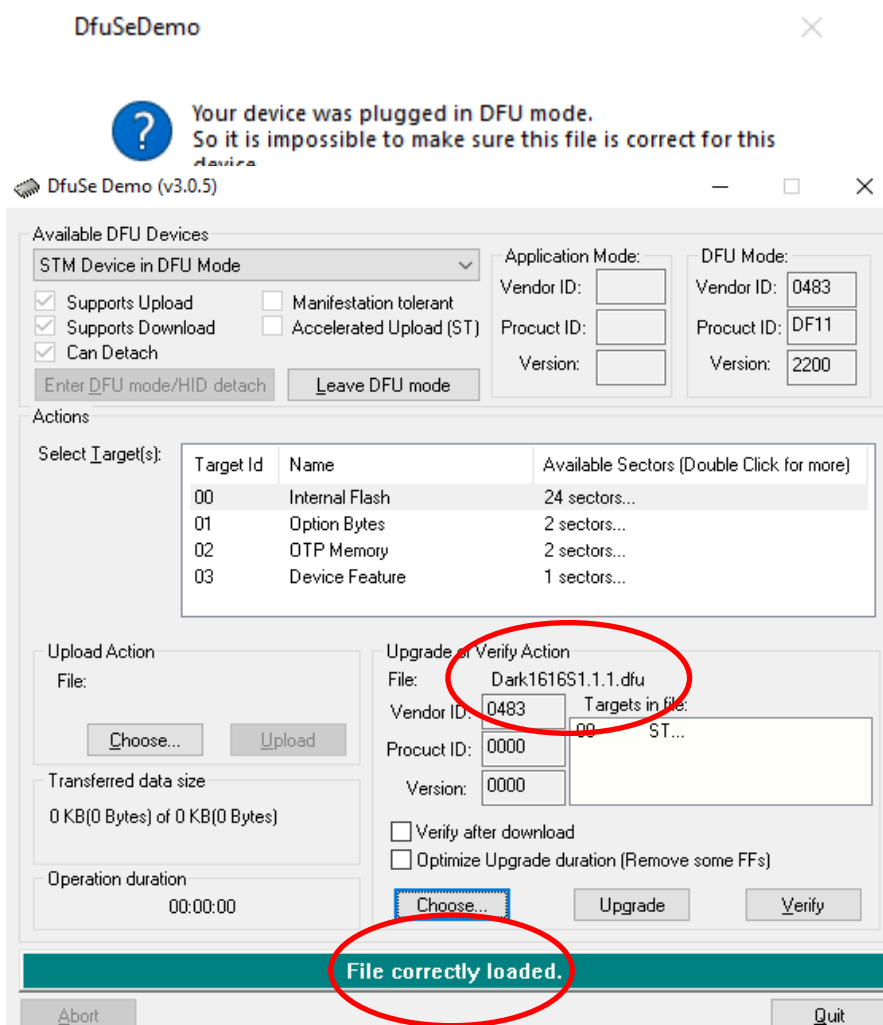 DfuSeDemo
Your device was plugged in DFU mode.
So it is impossible to make sure this file is correct for this
device
DfuSe Demo (v3.0.5)
Available DFU Devices
STM Device in DFU Mode
Supports Upload
Manifestation tolerant
Supports Download
Accelerated Upload (ST)
Can Detach
Enter DFU mode/HID detach
Leave DFU mode
Application Mode:
Vendor ID:
Procuct ID:
Version:
DFU Mode:
Vendor ID: 0483
Procuct ID: DF11
Version: 2200
Actions
Select Target(s):
Target Id Name Available Sectors (Double Click for more)
00 Internal Flash 24 sectors...
01 Option Bytes 2 sectors...
02 OTP Memory 2 sectors...
03 Device Feature 1 sectors...
Upload Action
File:
Choose... Upload
Transferred data size
0 KB(0 Bytes) of 0 KB(0 Bytes)
Operation duration
00:00:00
Upgrade or Verify Action
File: Dark1616S1.1.1.dfu
Vendor ID: 0483
Procuct ID: 0000
Version: 0000
Targets in file:
00 ST...
Verify after download
Optimize Upgrade duration (Remove some FFs)
Choose... Upgrade Verify
File correctly loaded.
Abort Quit